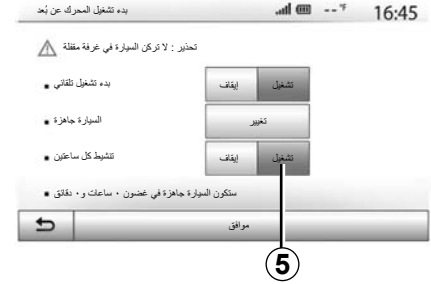 بدء تشغيل المحرك عن بُعد --°F 16:45
تحذير : لا تركن السيارة في غرفة مقفلة
بدء تشغيل تلقائي ▪ إيقاف تشغيل
السيارة جاهزة ▪ تغيير
تنشيط كل ساعتين ▪ إيقاف تشغيل
ستكون السيارة جاهزة في غضون ٠ ساعات و٠ دقائق ▪
موافق
5